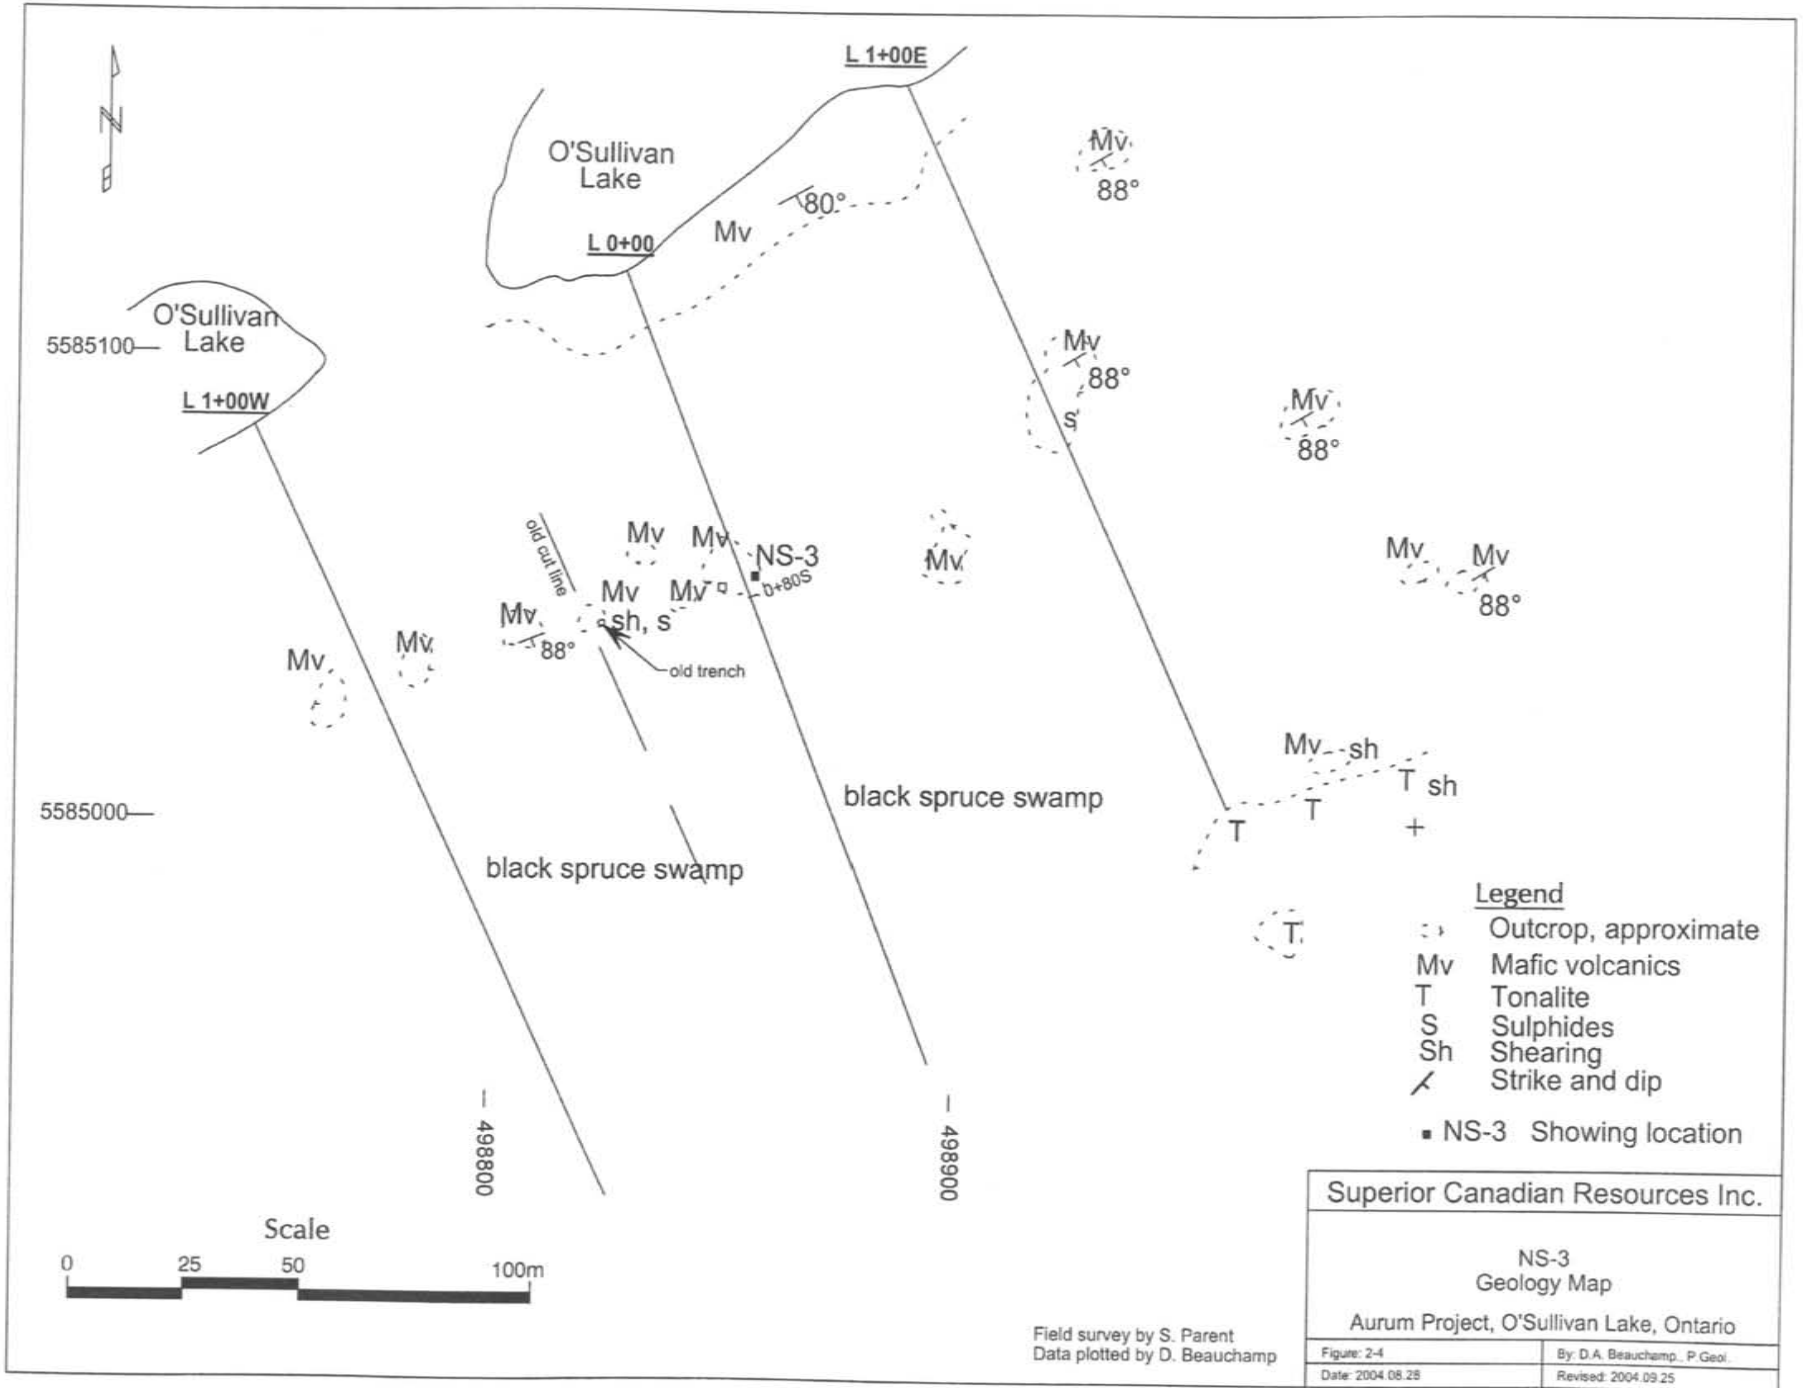 L 1+00E
N
O'Sullivan
Lake
Mv
88°
80°
Mv
L 0+00
O'Sullivan
Lake
5585100
L 1+00W
Mv
88°
s
Mv
88°
old cut line
Mv
Mv
NS-3
0+80S
Mv
Mv
Mv
Mv
88°
Mv
Mv
sh, s
Mv
88°
old trench
Mv
Mv
Mv
sh
T
sh
T
T
5585000
black spruce swamp
black spruce swamp
T
Legend
Outcrop, approximate
Mv Mafic volcanics
T Tonalite
S Sulphides
Sh Shearing
Strike and dip
NS-3 Showing location
498800
498900
Scale
0 25 50 100m
Superior Canadian Resources Inc.
NS-3
Geology Map
Aurum Project, O'Sullivan Lake, Ontario
Field survey by S. Parent
Data plotted by D. Beauchamp
Figure: 2-4
By: D.A. Beauchamp., P.Geol.
Date: 2004.08.28
Revised: 2004.09.25